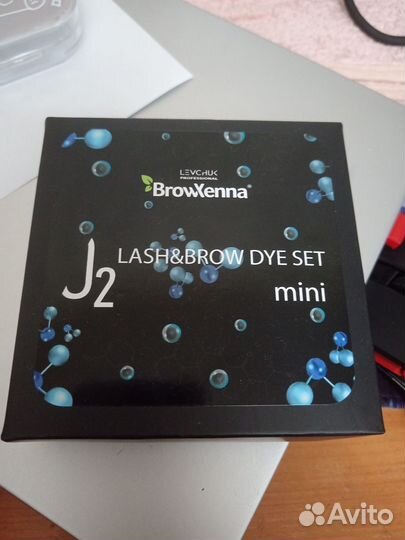 LEVCHUK
PROFESSIONAL
BrowXenna®
J2
LASH&BROW DYE SET
mini
Avito